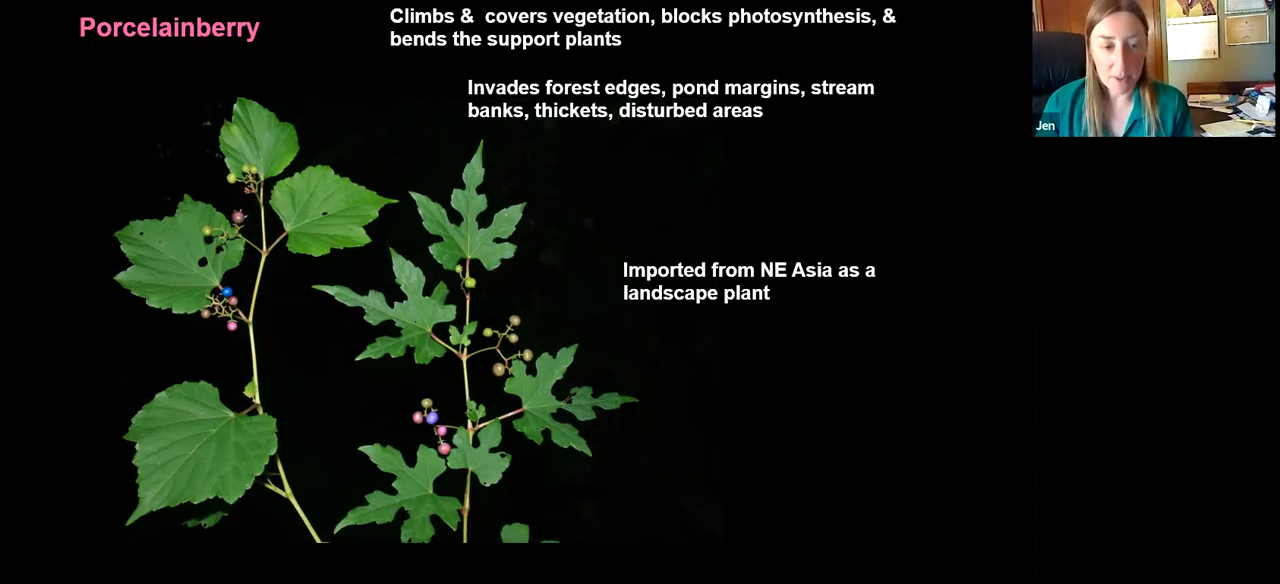 Porcelainberry
Climbs &  covers vegetation, blocks photosynthesis, &
bends the support plants
Invades forest edges, pond margins, stream
banks, thickets, disturbed areas
Imported from NE Asia as a
landscape plant
Jen